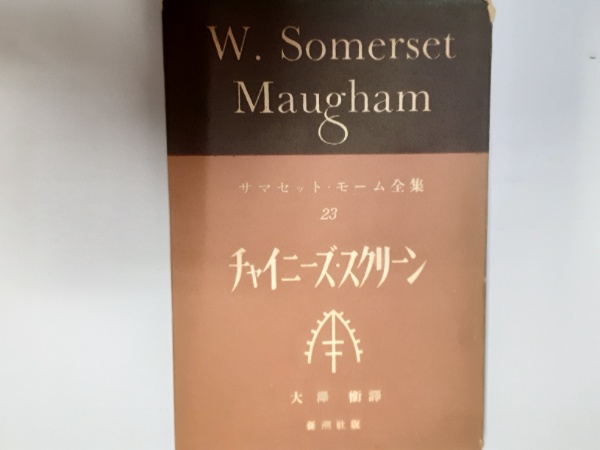 W. Somerset
Maugham
サマセット・モーム全集
23
チャイニーズ・スクリーン
大澤 衛譯
新潮社版